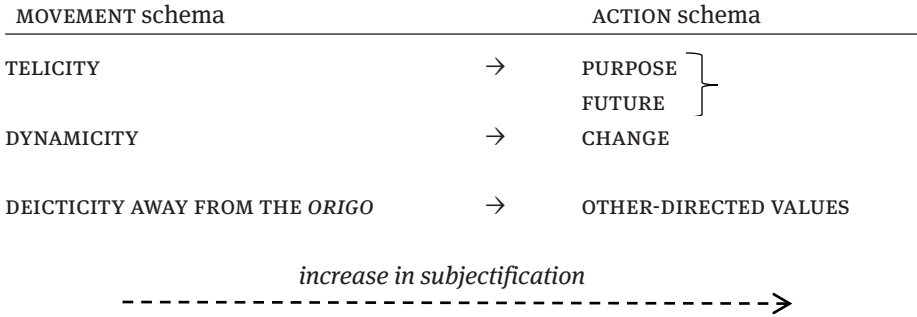 MOVEMENT schema ACTION schema
TELICITY → PURPOSE
FUTURE
DYNAMICITY → CHANGE
DEICTICITY AWAY FROM THE ORIGO → OTHER-DIRECTED VALUES
increase in subjectification